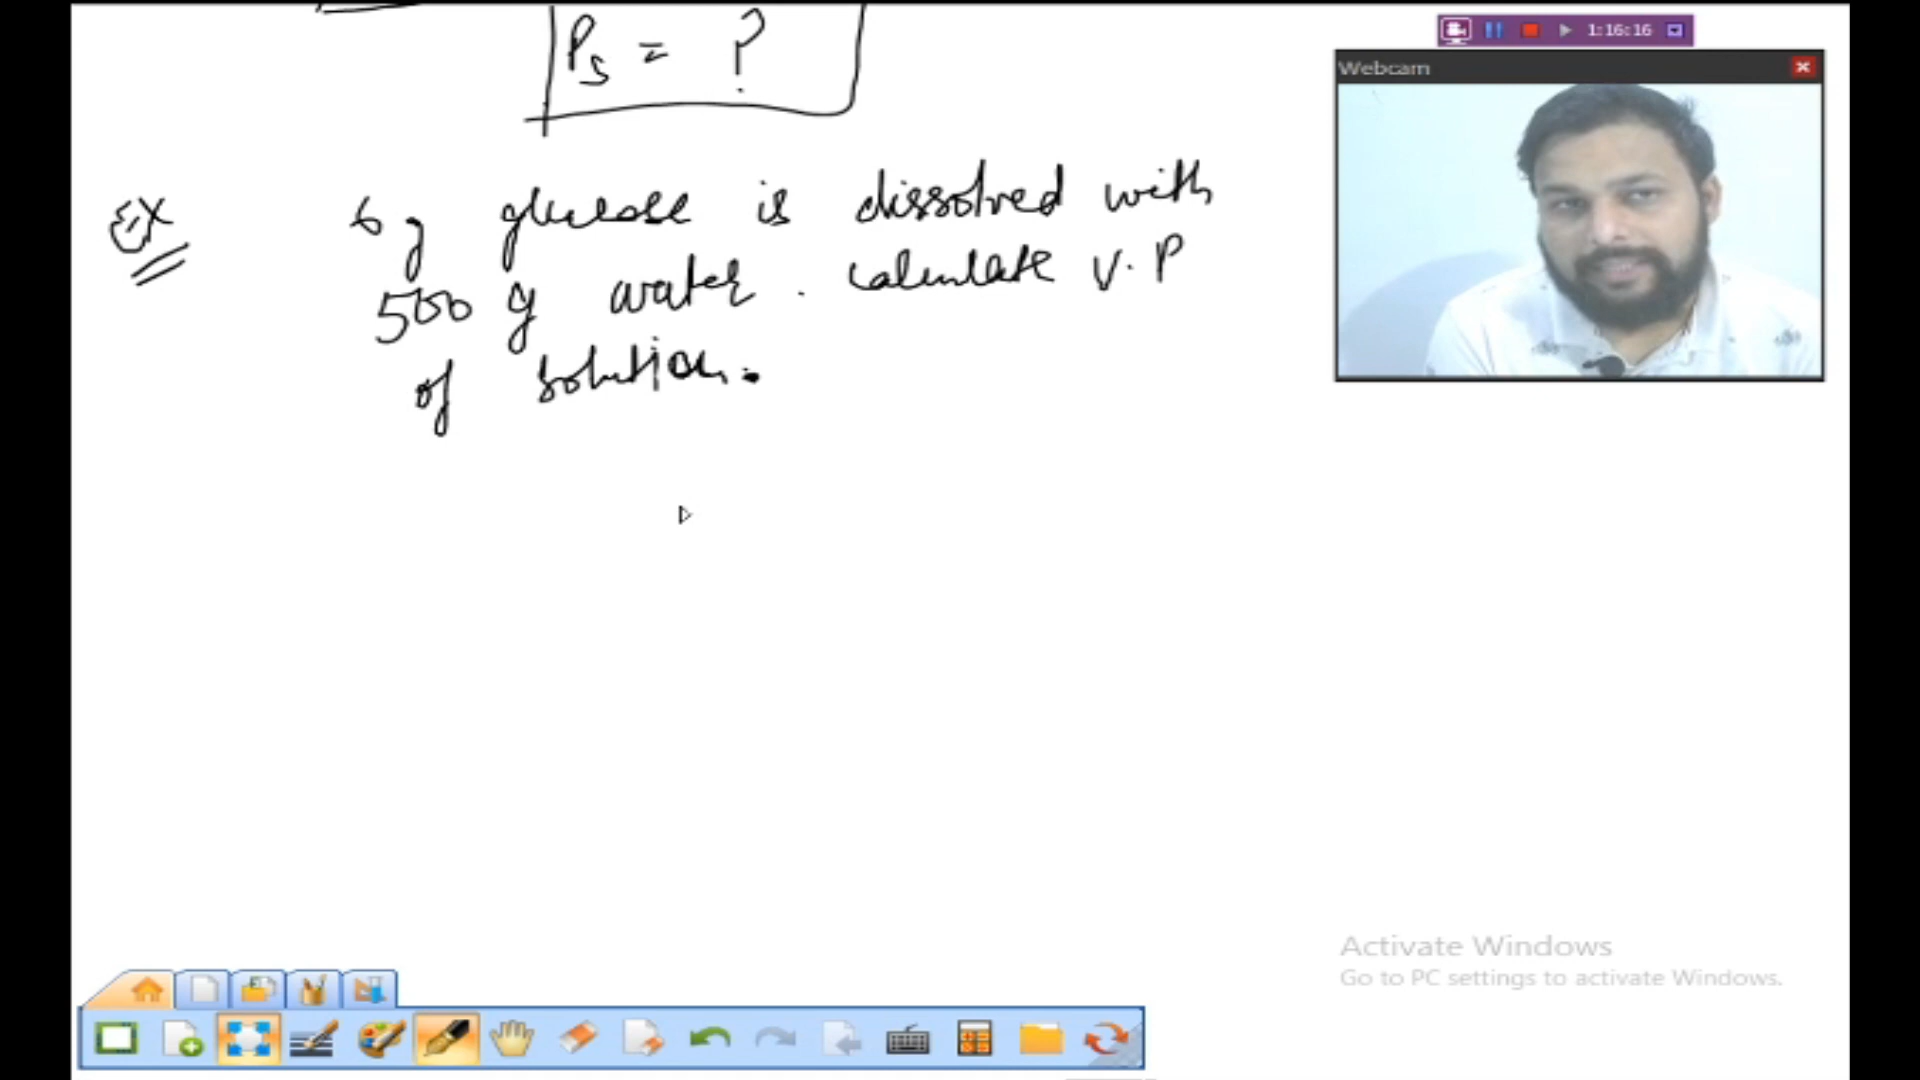 Ps = ?
1:16:16
Webcam
Ex 6g glucose is dissolved with
500 g water. calculate V.P
of solution.
Activate Windows
Go to PC settings to activate Windows.